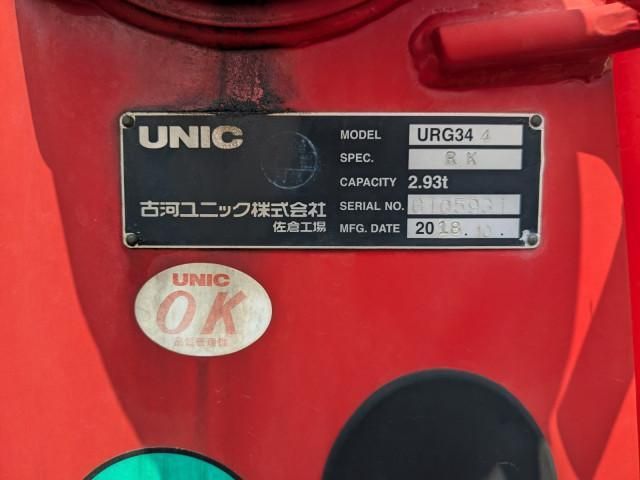 UNIC
MODEL URG34 4
SPEC. R K
CAPACITY 2.93t
古河ユニック株式会社
SERIAL NO.
佐倉工場
MFG. DATE 2018.10.
UNIC
OK